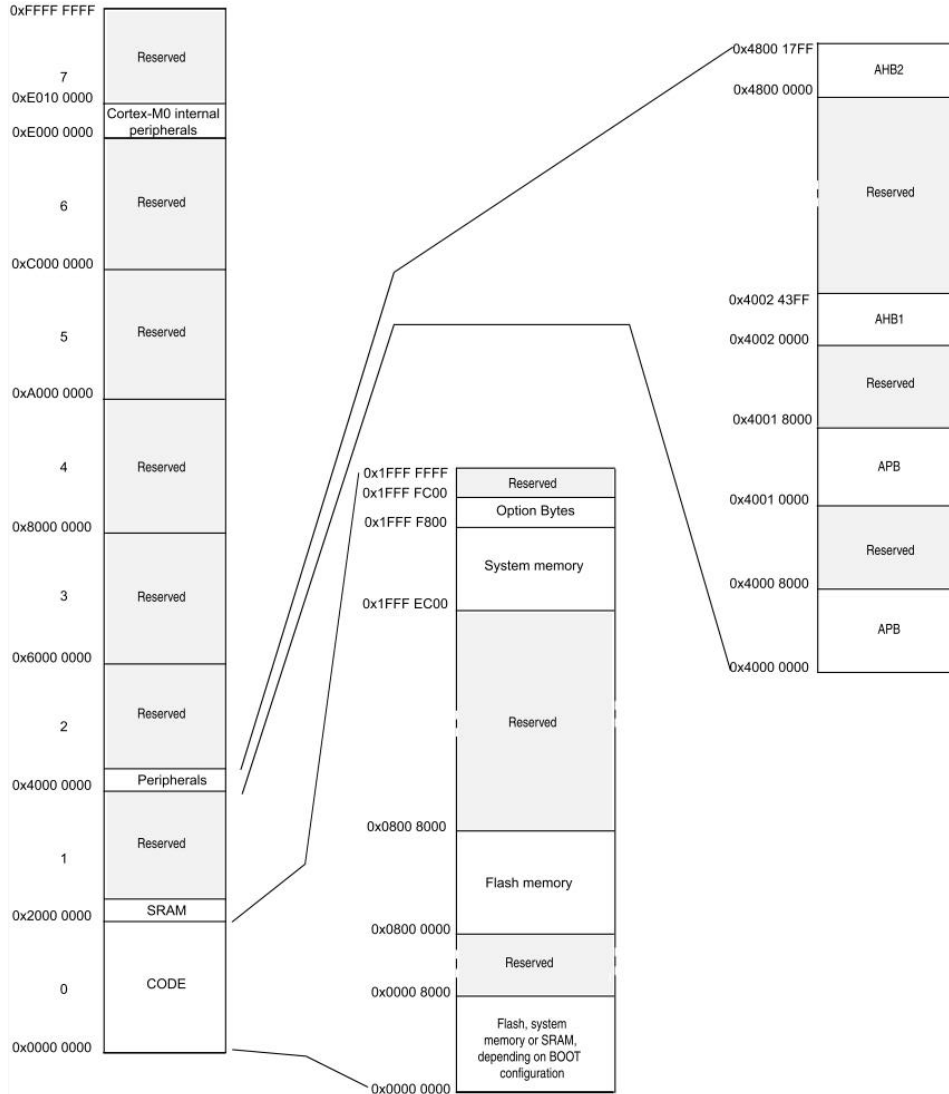 0xFFFF FFFF
Reserved
7
0xE010 0000
Cortex-M0 internal
peripherals
0xE000 0000
Reserved
6
0xC000 0000
Reserved
5
0xA000 0000
Reserved
4
0x8000 0000
Reserved
3
0x6000 0000
Reserved
2
Peripherals
0x4000 0000
Reserved
1
SRAM
0x2000 0000
CODE
0
0x0000 0000
0x1FFF FFFF
Reserved
0x1FFF FC00
Option Bytes
0x1FFF F800
System memory
0x1FFF EC00
Reserved
0x0800 8000
Flash memory
0x0800 0000
Reserved
0x0000 8000
Flash, system
memory or SRAM,
depending on BOOT
configuration
0x0000 0000
0x4800 17FF
AHB2
0x4800 0000
Reserved
0x4002 43FF
AHB1
0x4002 0000
Reserved
0x4001 8000
APB
0x4001 0000
Reserved
0x4000 8000
APB
0x4000 0000